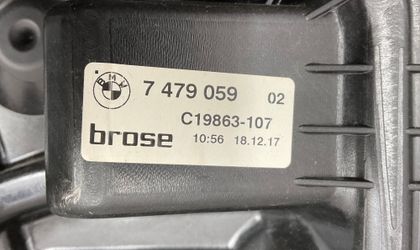 BMW
7 479 059 02
C19863-107
brose 10:56 18.12.17